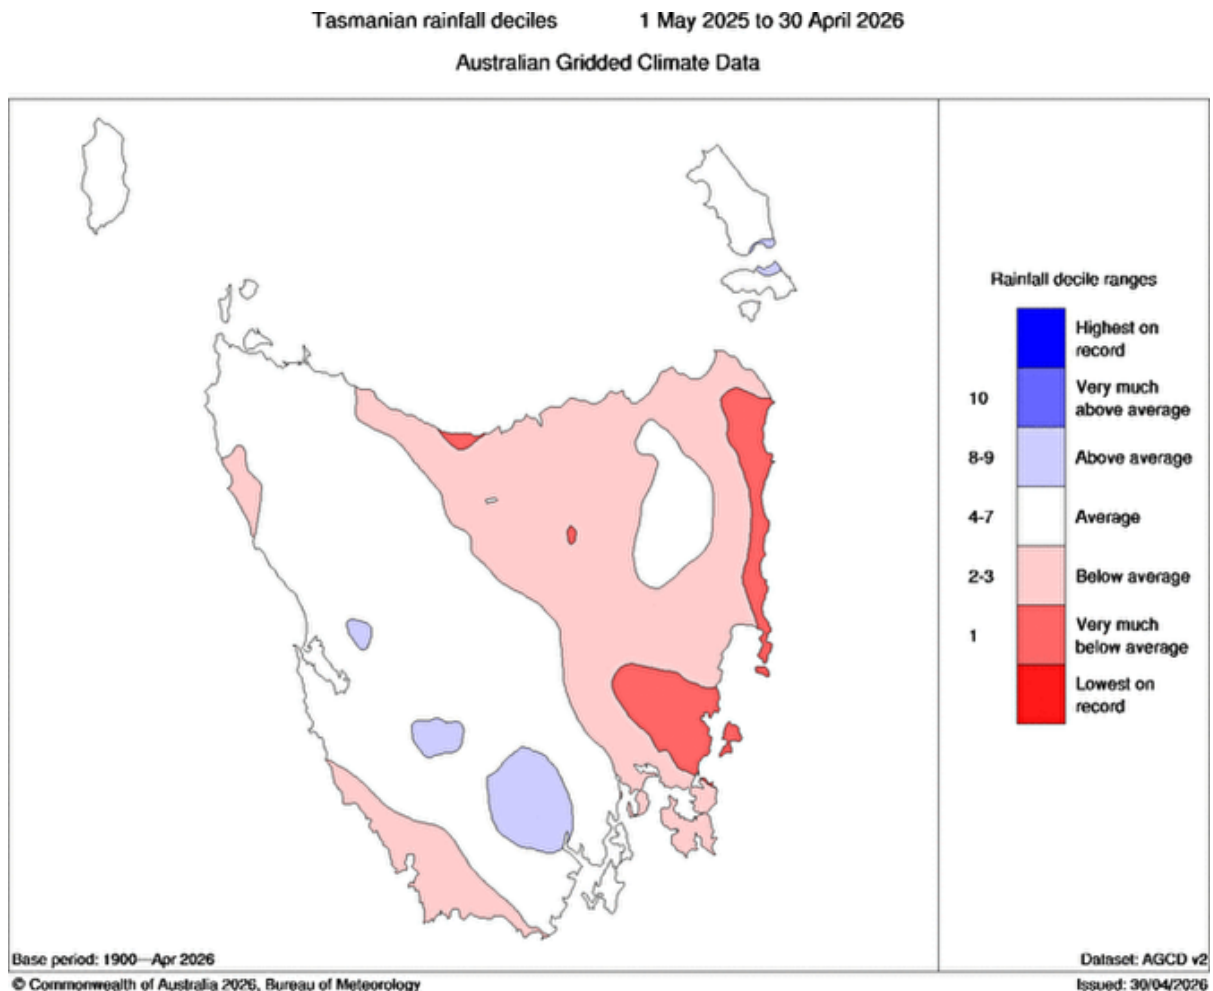 Tasmanian rainfall deciles 1 May 2025 to 30 April 2026
Australian Gridded Climate Data
Rainfall decile ranges
Highest on
record
10
Very much
above average
8-9
Above average
4-7
Average
2-3
Below average
1
Very much
below average
Lowest on
record
Base period: 1900—Apr 2026
Dataset: AGCD v2
© Commonwealth of Australia 2026, Bureau of Meteorology
Issued: 30/04/2026